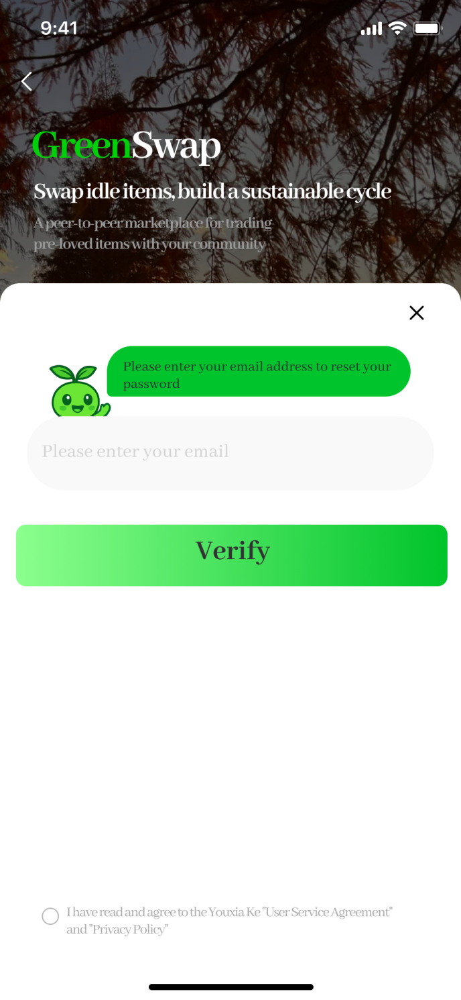 9:41
GreenSwap
Swap idle items, build a sustainable cycle
A peer-to-peer marketplace for trading
pre-loved items with your community
Please enter your email address to reset your
password
Please enter your email
Verify
I have read and agree to the Youxia Ke "User Service Agreement"
and "Privacy Policy"